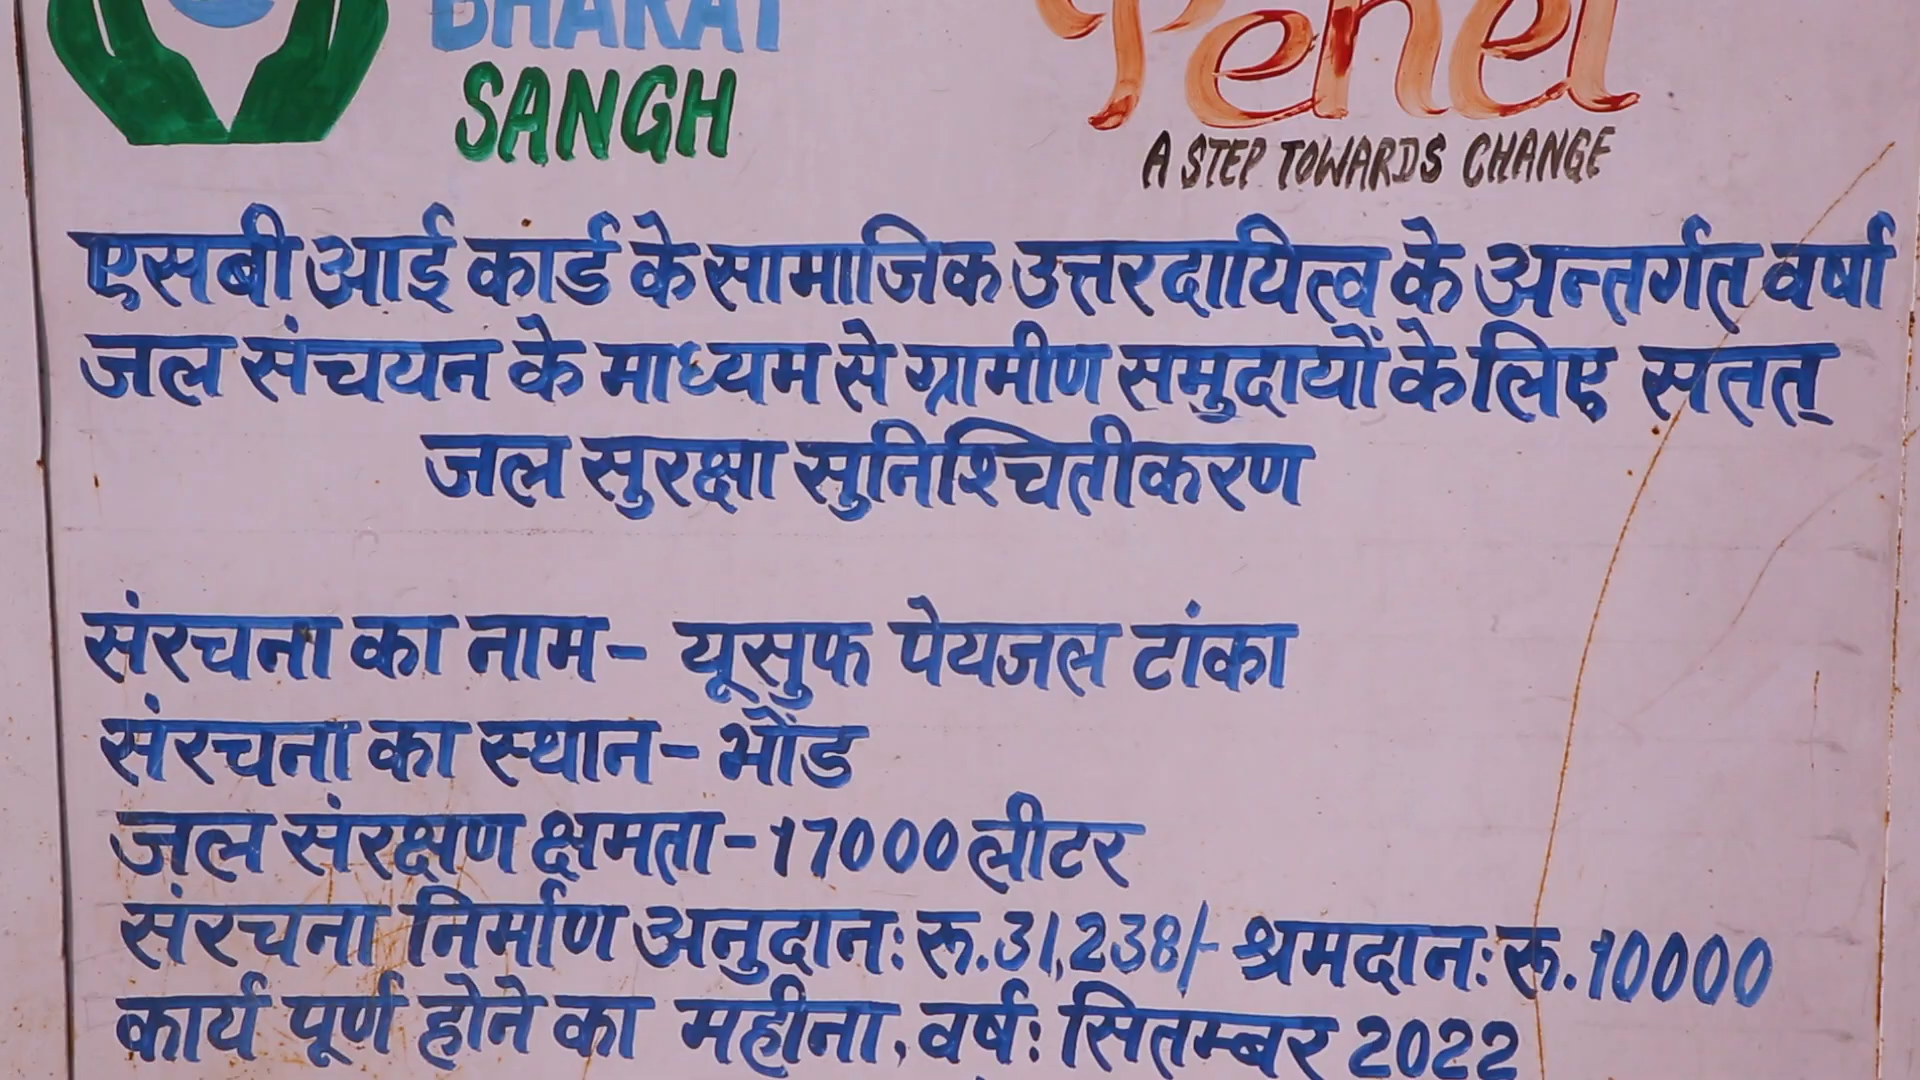 BHARAT
SANGH
Penel
A STEP TOWARDS CHANGE
एसबीआई कार्ड के सामाजिक उत्तरदायित्व के अन्तर्गत वर्षा
जल संचयन के माध्यम से ग्रामीण समुदायों के लिए सतत्
जल सुरक्षा सुनिश्चितीकरण
संरचना का नाम - यूसुफ पेयजल टांका
संरचना का स्थान - भौंड
जल संरक्षण क्षमता - 17000 लीटर
संरचना निर्माण अनुदान: रू.31,238/- श्रमदान: रू.10000
कार्य पूर्ण होने का महीना, वर्ष: सितम्बर 2022